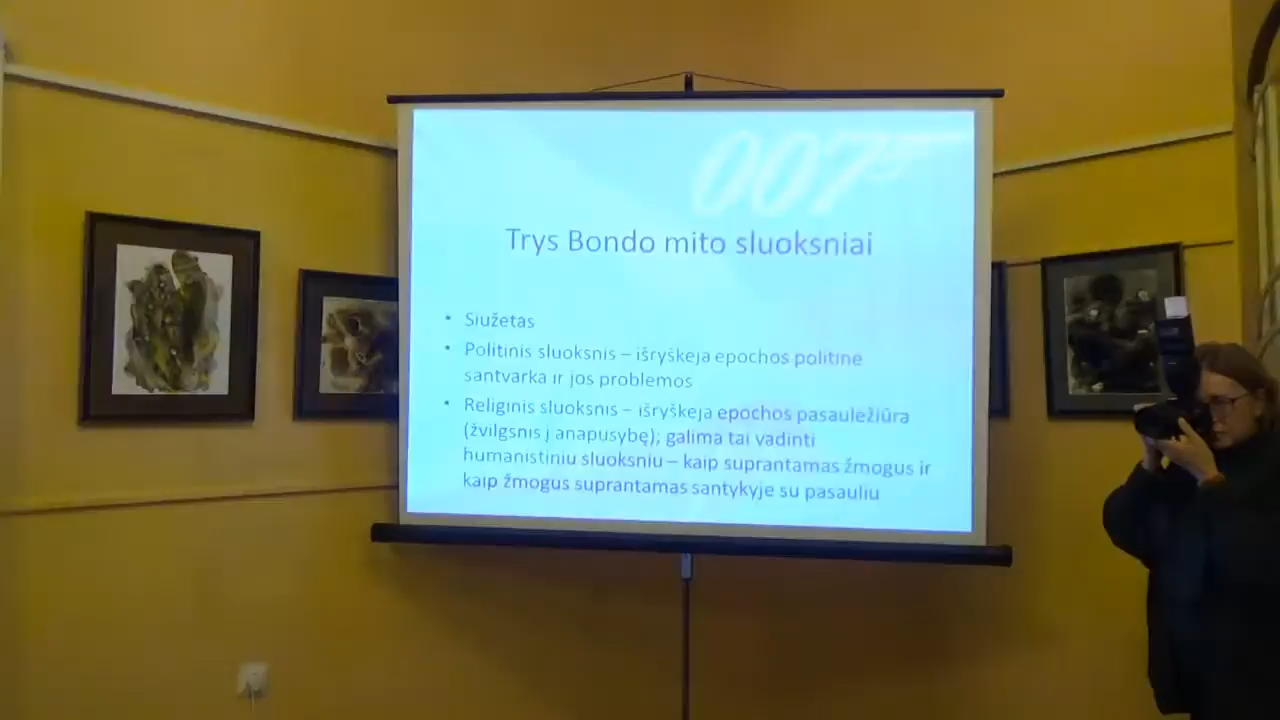 007
Trys Bondo mito sluoksniai
• Siužetas
• Politinis sluoksnis – išryškėja epochos politinė
santvarka ir jos problemos
• Religinis sluoksnis – išryškėja epochos pasaulėžiūra
(žvilgsnis į anapusybę); galima tai vadinti
humanistiniu sluoksniu – kaip suprantamas žmogus ir
kaip žmogus suprantamas santykyje su pasauliu